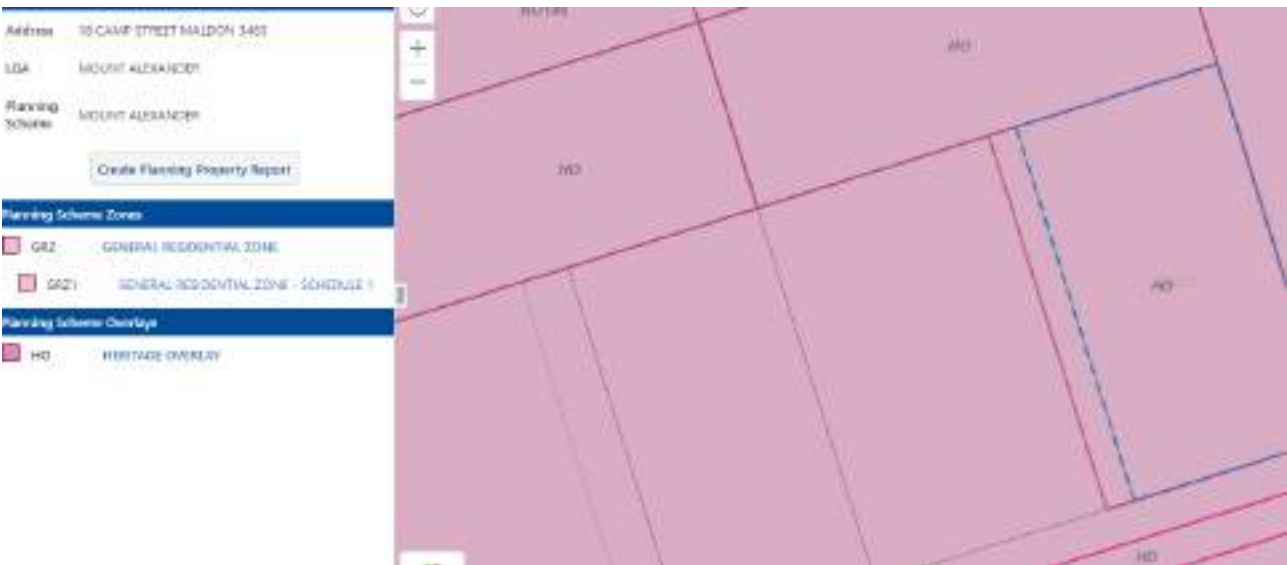 Address 18 CAMP STREET MALDON 3463
LGA MOUNT ALEXANDER
Planning Scheme MOUNT ALEXANDER
Create Planning Property Report
Planning Scheme Zones
GRZ GENERAL RESIDENTIAL ZONE
GRZ1 GENERAL RESIDENTIAL ZONE - SCHEDULE 1
Planning Scheme Overlays
HO HERITAGE OVERLAY
+
−
HO
HO
HO
HO